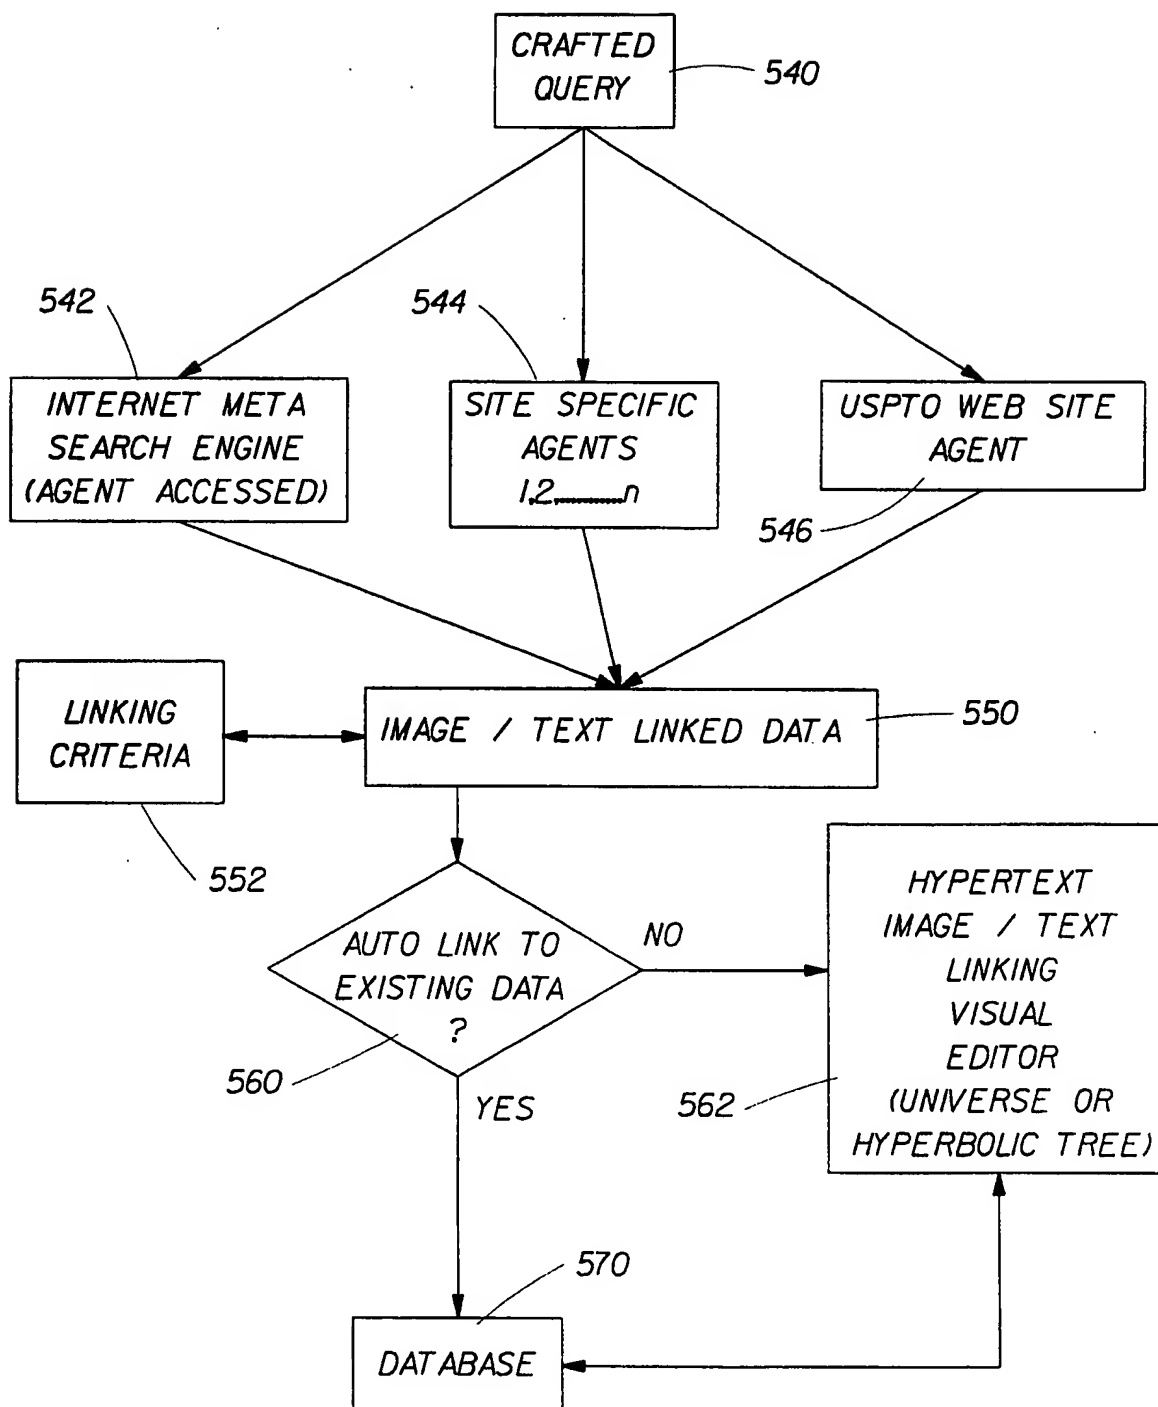 CRAFTED
QUERY
540
542
INTERNET META
SEARCH ENGINE
(AGENT ACCESSED)
544
SITE SPECIFIC
AGENTS
1,2,..........n
USPTO WEB SITE
AGENT
546
LINKING
CRITERIA
552
IMAGE / TEXT LINKED DATA
550
AUTO LINK TO
EXISTING DATA
?
560
NO
YES
HYPERTEXT
IMAGE / TEXT
LINKING
VISUAL
EDITOR
(UNIVERSE OR
HYPERBOLIC TREE)
562
570
DATABASE